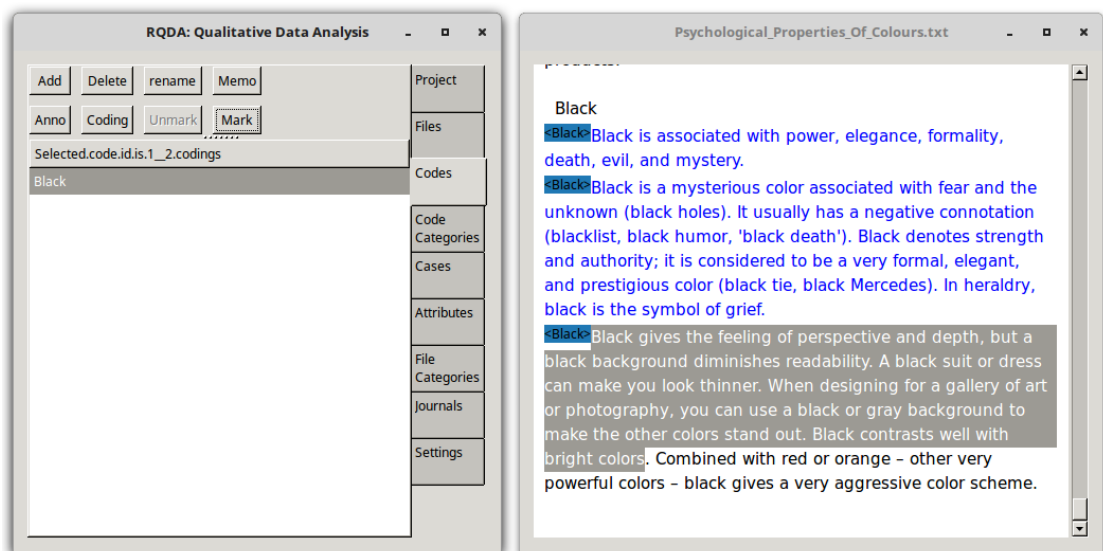 RQDA: Qualitative Data Analysis
Add Delete rename Memo
Anno Coding Unmark Mark
Selected.code.id.is.1__2.codings
Black
Project
Files
Codes
Code
Categories
Cases
Attributes
File
Categories
Journals
Settings
Psychological_Properties_Of_Colours.txt
products.
Black
<Black>Black is associated with power, elegance, formality,
death, evil, and mystery.
<Black>Black is a mysterious color associated with fear and the
unknown (black holes). It usually has a negative connotation
(blacklist, black humor, 'black death'). Black denotes strength
and authority; it is considered to be a very formal, elegant,
and prestigious color (black tie, black Mercedes). In heraldry,
black is the symbol of grief.
<Black>Black gives the feeling of perspective and depth, but a
black background diminishes readability. A black suit or dress
can make you look thinner. When designing for a gallery of art
or photography, you can use a black or gray background to
make the other colors stand out. Black contrasts well with
bright colors. Combined with red or orange – other very
powerful colors – black gives a very aggressive color scheme.